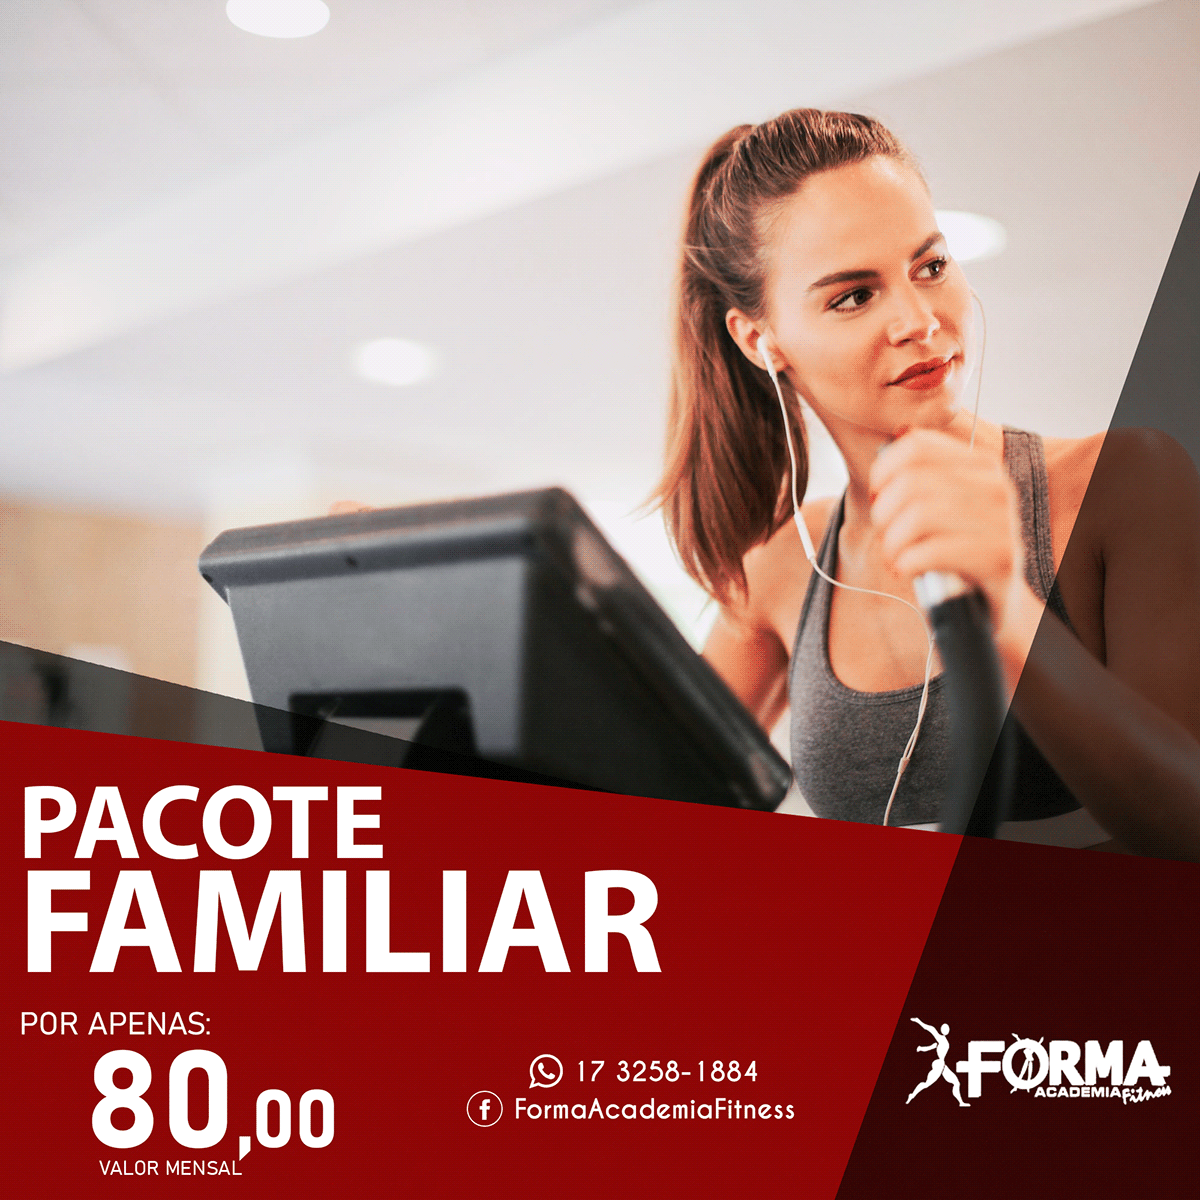 PACOTE
FAMILIAR
POR APENAS:
80,00
VALOR MENSAL
17 3258-1884
f FormaAcademiaFitness
FORMA
ACADEMIA Fitness